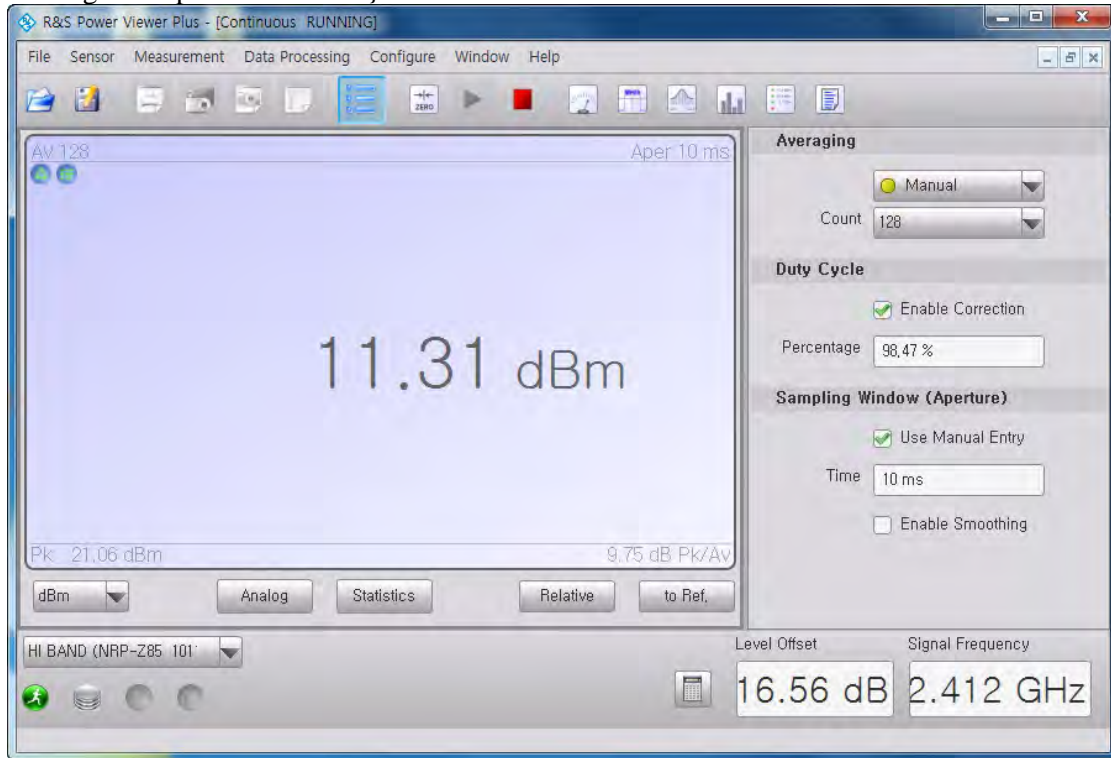 R&S Power Viewer Plus - [Continuous RUNNING]
File Sensor Measurement Data Processing Configure Window Help
ZERO
AV 128 Aper 10 ms
11.31 dBm
Pk 21,06 dBm 9,75 dB Pk/Av
dBm Analog Statistics Relative to Ref,
Averaging
Manual
Count 128
Duty Cycle
Enable Correction
Percentage 98,47 %
Sampling Window (Aperture)
Use Manual Entry
Time 10 ms
Enable Smoothing
HI BAND (NRP-Z85 101
Level Offset Signal Frequency
16.56 dB 2.412 GHz